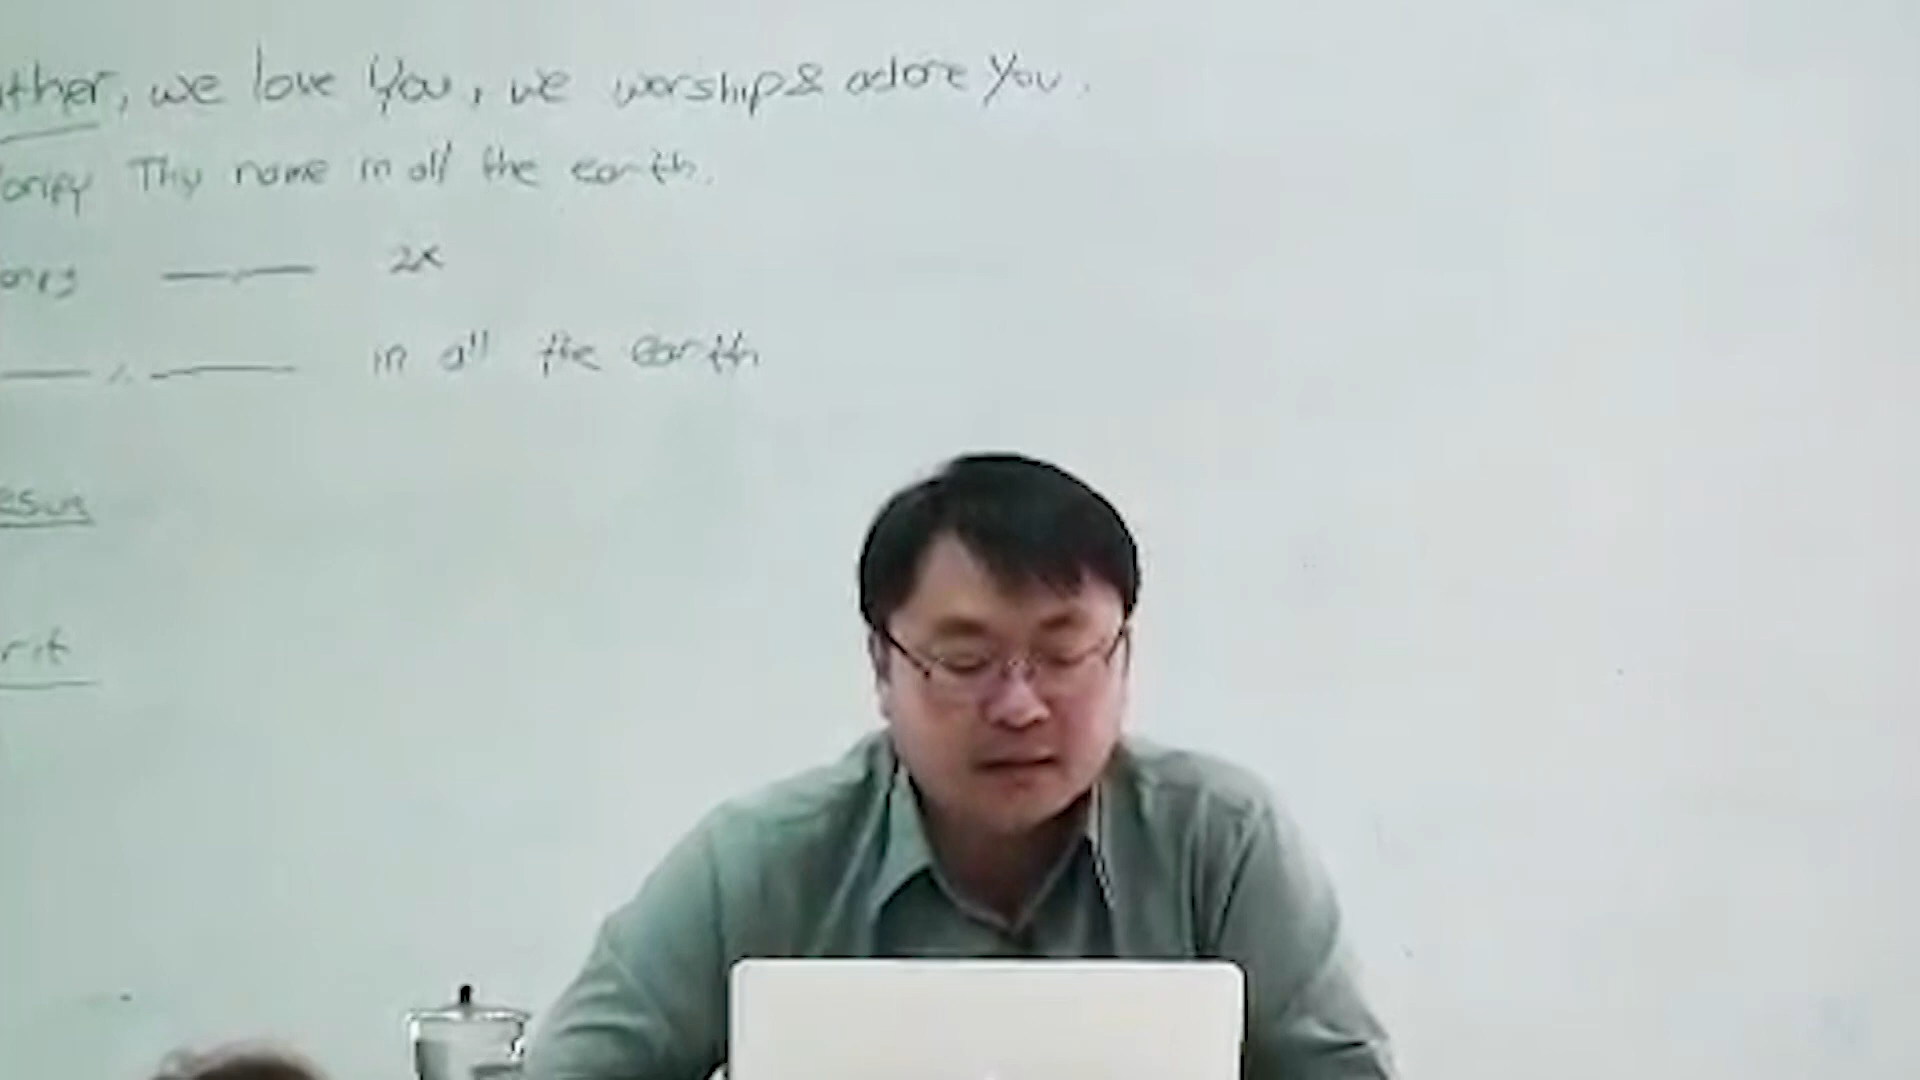 ther, we love You, we worship & adore You.
orify Thy name in all the earth.
2x
in all the earth
esus
rit